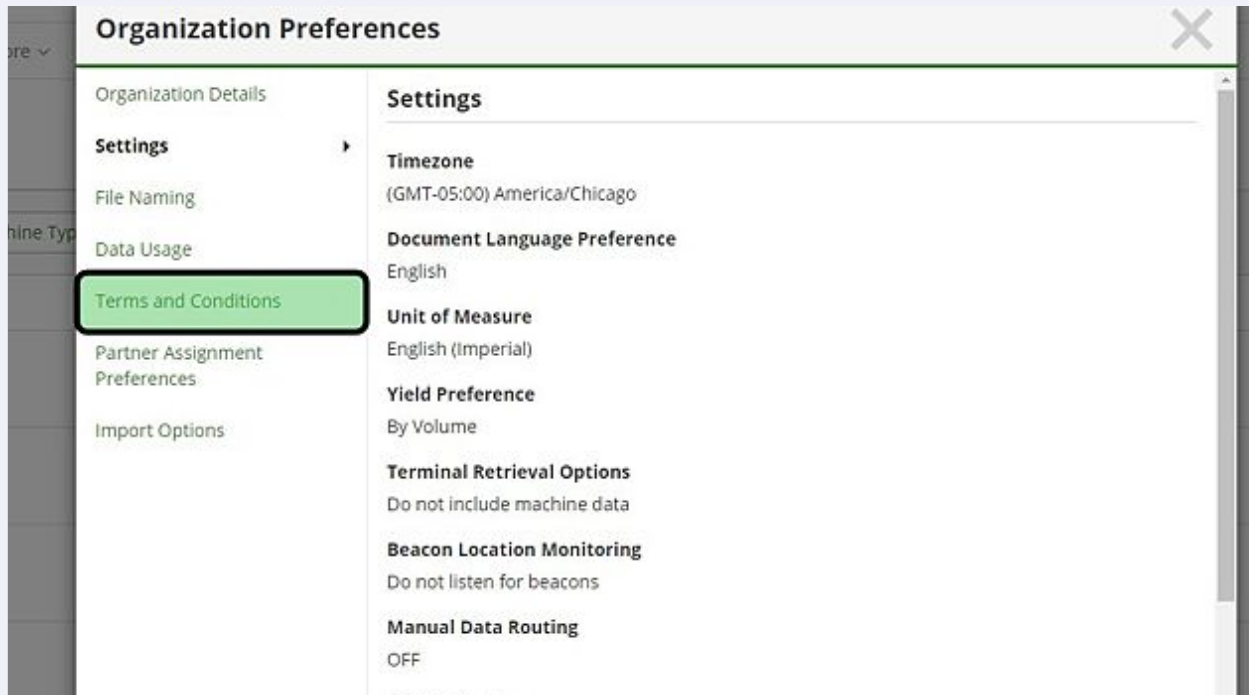 Organization Preferences
Organization Details
Settings
File Naming
Data Usage
Terms and Conditions
Partner Assignment
Preferences
Import Options
Settings
Timezone
(GMT-05:00) America/Chicago
Document Language Preference
English
Unit of Measure
English (Imperial)
Yield Preference
By Volume
Terminal Retrieval Options
Do not include machine data
Beacon Location Monitoring
Do not listen for beacons
Manual Data Routing
OFF